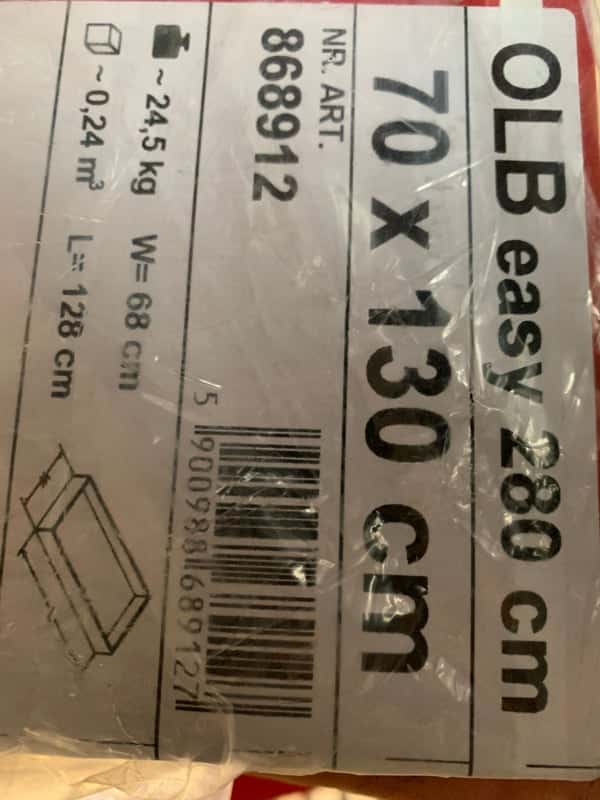 OLB easy 280 cm
70 x 130 cm
NR. ART.
868912
5 900988 689127
~ 24,5 kg W= 68 cm
~ 0,24 m³ L= 128 cm